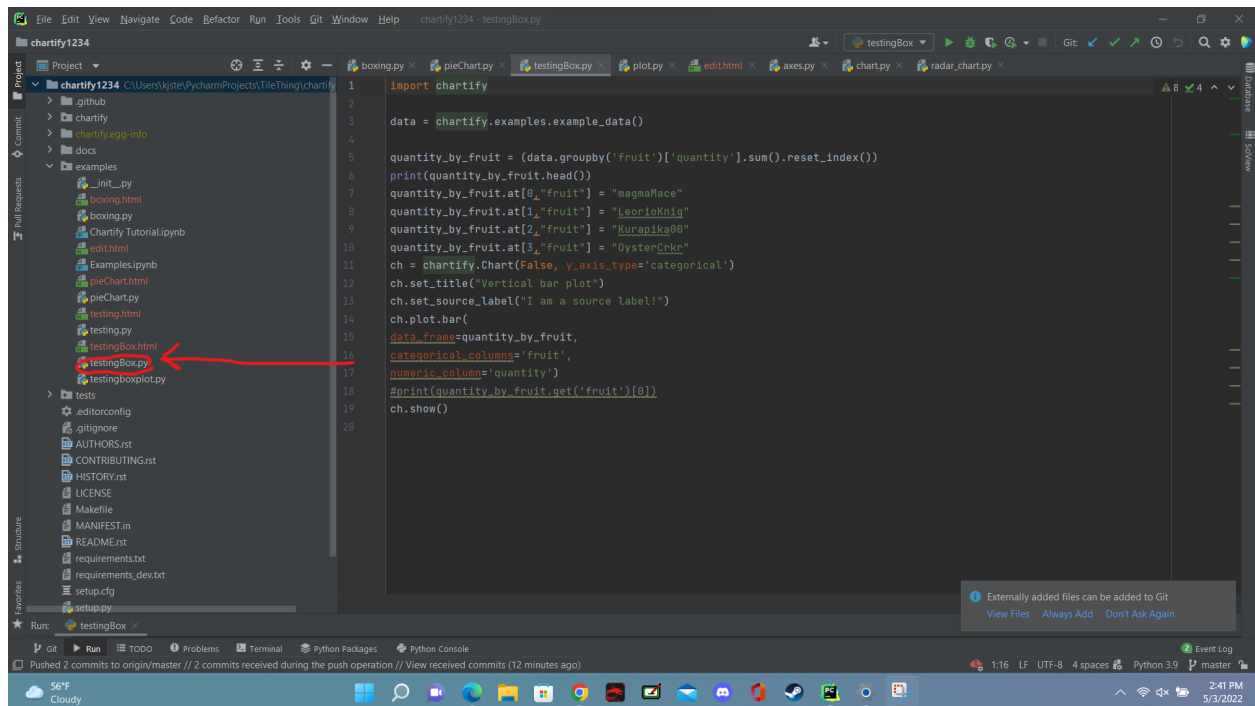 File Edit View Navigate Code Refactor Run Tools Git Window Help chartify1234 - testingBox.py
chartify1234 testingBox Git:
Project boxing.py pieChart.py testingBox.py plot.py edit.html axes.py chart.py radar_chart.py
Project
Commit
Pull Requests
Structure
Favorites
chartify1234 C:\Users\kjste\PycharmProjects\TileThing\chartify
.github
chartify
chartify.egg-info
docs
examples
__init__.py
boxing.html
boxing.py
Chartify Tutorial.ipynb
edit.html
Examples.ipynb
pieChart.html
pieChart.py
testing.html
testing.py
testingBox.html
testingBox.py
testingboxplot.py
tests
.editorconfig
.gitignore
AUTHORS.rst
CONTRIBUTING.rst
HISTORY.rst
LICENSE
Makefile
MANIFEST.in
README.rst
requirements.txt
requirements_dev.txt
setup.cfg
setup.py
1 import chartify
2
3 data = chartify.examples.example_data()
4
5 quantity_by_fruit = (data.groupby('fruit')['quantity'].sum().reset_index())
6 print(quantity_by_fruit.head())
7 quantity_by_fruit.at[0,"fruit"] = "magmaMace"
8 quantity_by_fruit.at[1,"fruit"] = "LeorioKnig"
9 quantity_by_fruit.at[2,"fruit"] = "Kurapika00"
10 quantity_by_fruit.at[3,"fruit"] = "OysterCrkr"
11 ch = chartify.Chart(False, y_axis_type='categorical')
12 ch.set_title("Vertical bar plot")
13 ch.set_source_label("I am a source label!")
14 ch.plot.bar(
15 data_frame=quantity_by_fruit,
16 categorical_columns='fruit',
17 numeric_column='quantity')
18 #print(quantity_by_fruit.get('fruit')[0])
19 ch.show()
20
8 4
Database
SciView
Externally added files can be added to Git
View Files Always Add Don't Ask Again
Run: testingBox
Git Run TODO Problems Terminal Python Packages Python Console 2 Event Log
Pushed 2 commits to origin/master // 2 commits received during the push operation // View received commits (12 minutes ago) 1:16 LF UTF-8 4 spaces Python 3.9 master
56°F
Cloudy
PC
2:41 PM
5/3/2022